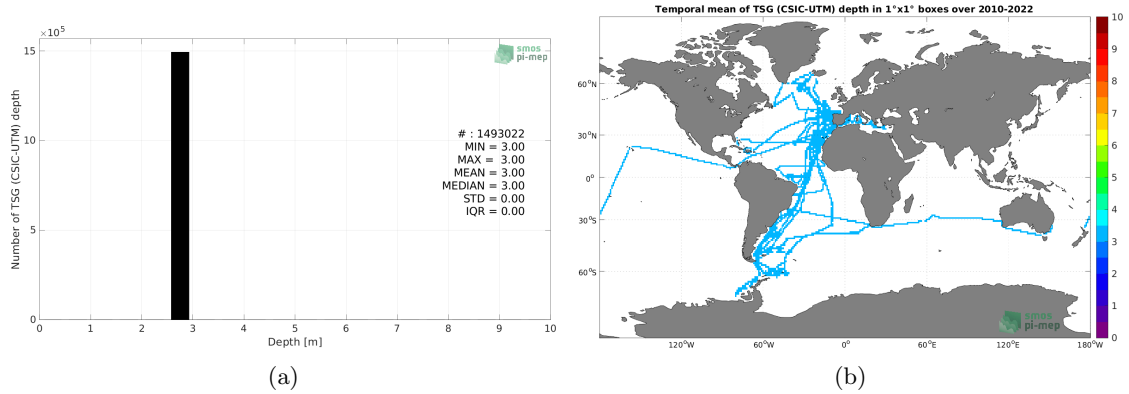 ×10⁵
15
10
5
0
Number of TSG (CSIC-UTM) depth
smos
pi-mep
# : 1493022
MIN = 3.00
MAX = 3.00
MEAN = 3.00
MEDIAN = 3.00
STD = 0.00
IQR = 0.00
0 1 2 3 4 5 6 7 8 9 10
Depth [m]
(a)
Temporal mean of TSG (CSIC-UTM) depth in 1°x1° boxes over 2010-2022
60°N
30°N
0°
30°S
60°S
120°W 60°W 0° 60°E 120°E 180°W
smos
pi-mep
10
9
8
7
6
5
4
3
2
1
0
(b)